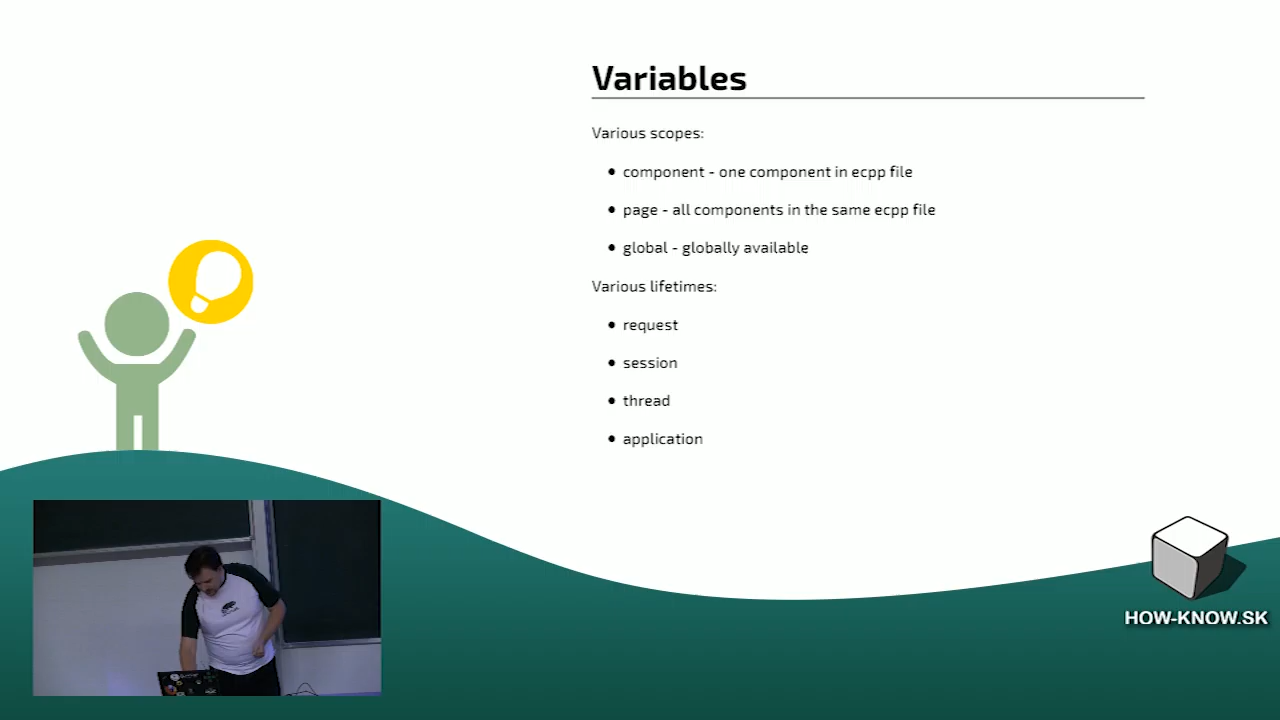 Variables
Various scopes:
• component - one component in ecpp file
• page - all components in the same ecpp file
• global - globally available
Various lifetimes:
• request
• session
• thread
• application
HOW-KNOW.SK